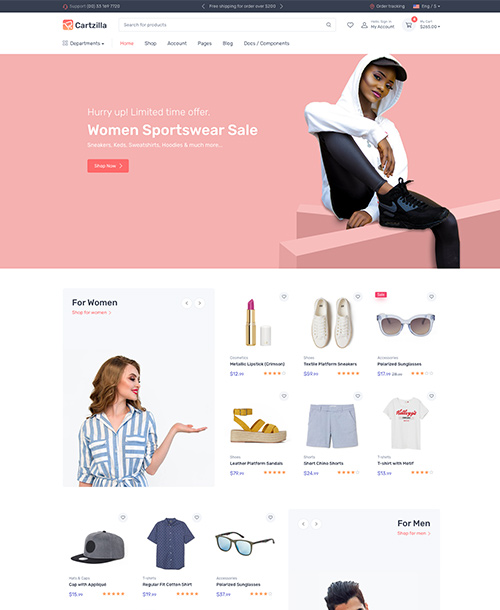 Support (00) 33 169 7720
Free shipping for order over $200
Order tracking
Eng / $
Cartzilla
Search for products
Hello, Sign in
My Account
4
My Cart
$265.00
Departments
Home
Shop
Account
Pages
Blog
Docs / Components
Hurry up! Limited time offer.
Women Sportswear Sale
Sneakers, Keds, Sweatshirts, Hoodies & much more...
Shop Now
For Women
Shop for women
Cosmetics
Metallic Lipstick (Crimson)
$12.99
Shoes
Textile Platform Sneakers
$59.99
Sale
Accessories
Polarized Sunglasses
$17.99
Shoes
Leather Platform Sandals
$79.99
Shorts
Short Chino Shorts
$24.99
Kellogg's
T-shirts
T-shirt with Motif
$13.99
Hats & Caps
Cap with Appliqué
$15.99
T-shirts
Regular Fit Cotton Shirt
$19.99
Accessories
Polarized Sunglasses
$37.99
For Men
Shop for men